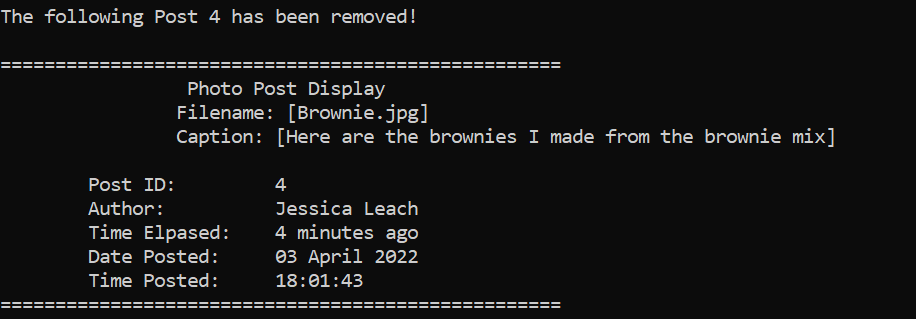 The following Post 4 has been removed!
===================================================
Photo Post Display
Filename: [Brownie.jpg]
Caption: [Here are the brownies I made from the brownie mix]
Post ID: 4
Author: Jessica Leach
Time Elpased: 4 minutes ago
Date Posted: 03 April 2022
Time Posted: 18:01:43
===================================================